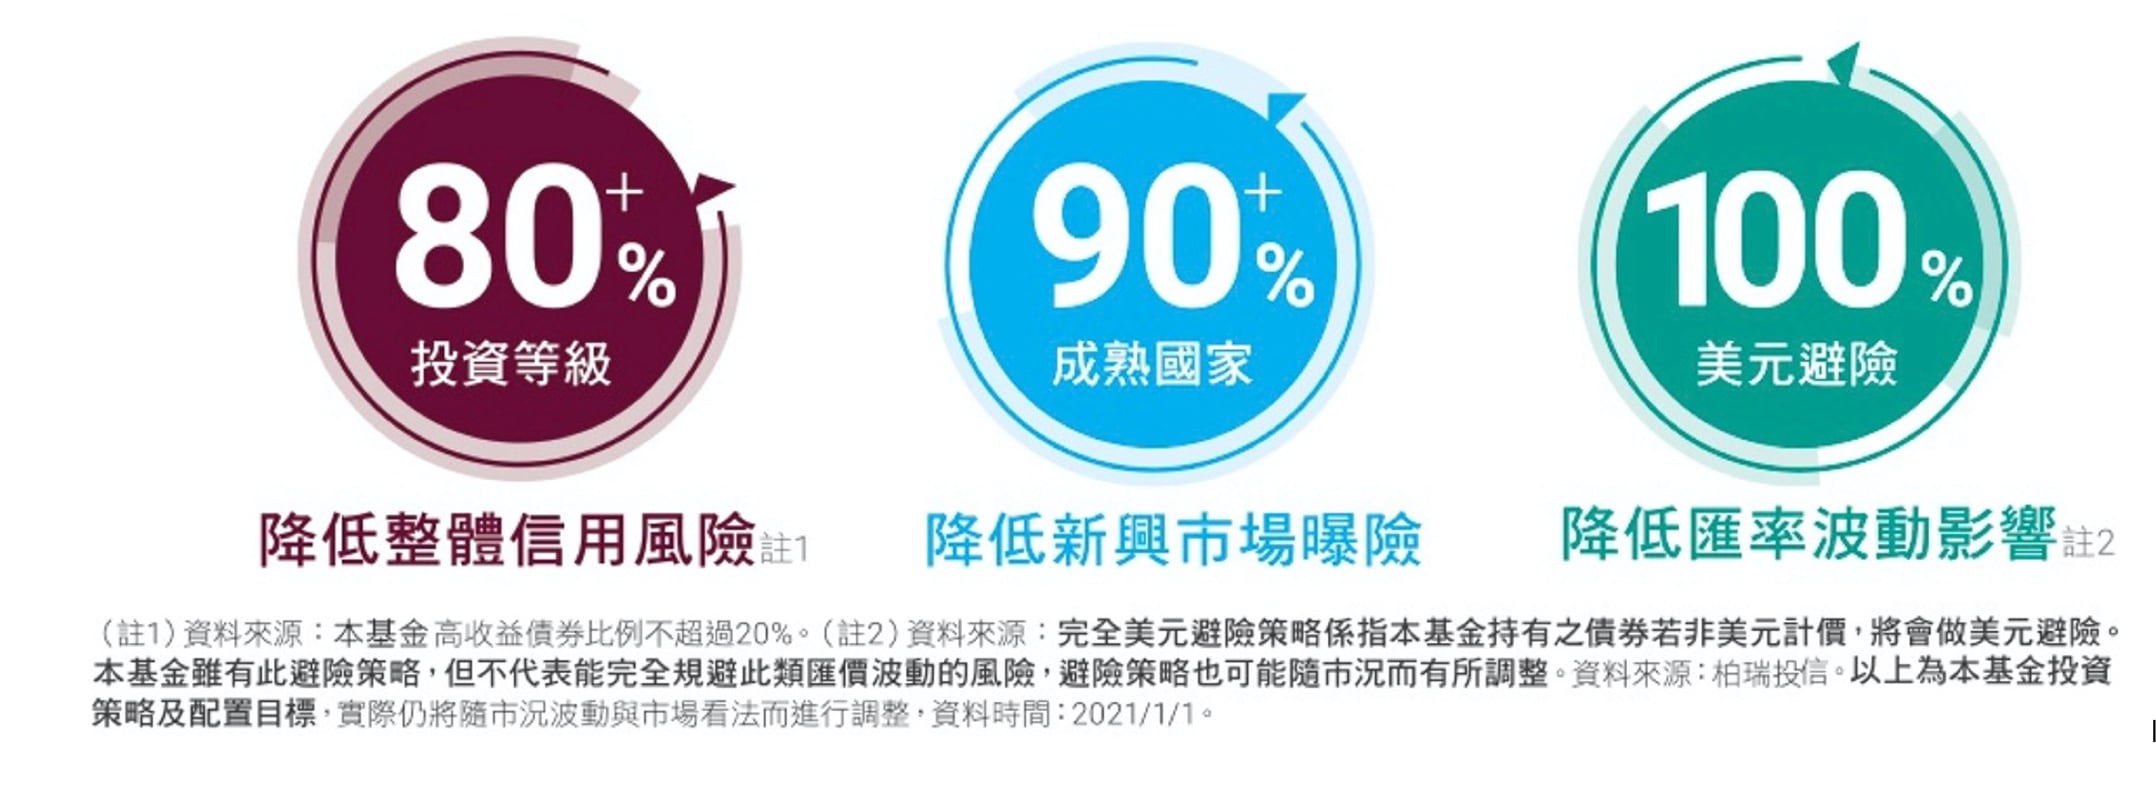 80+%
投資等級
降低整體信用風險註1
90+%
成熟國家
降低新興市場曝險
100%
美元避險
降低匯率波動影響註2
（註1）資料來源：本基金高收益債券比例不超過20%。（註2）資料來源：完全美元避險策略係指本基金持有之債券若非美元計價，將會做美元避險。
本基金雖有此避險策略，但不代表能完全規避此類匯價波動的風險，避險策略也可能隨市況而有所調整。資料來源：柏瑞投信。以上為本基金投資
策略及配置目標，實際仍將隨市況波動與市場看法而進行調整，資料時間：2021/1/1。